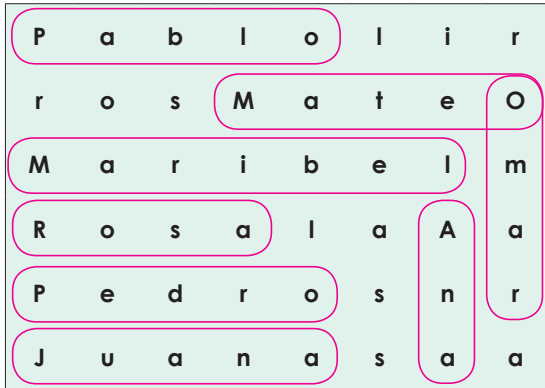 P a b l o l i r
r o s M a t e O
M a r i b e l m
R o s a l a A a
P e d r o s n r
J u a n a s a a